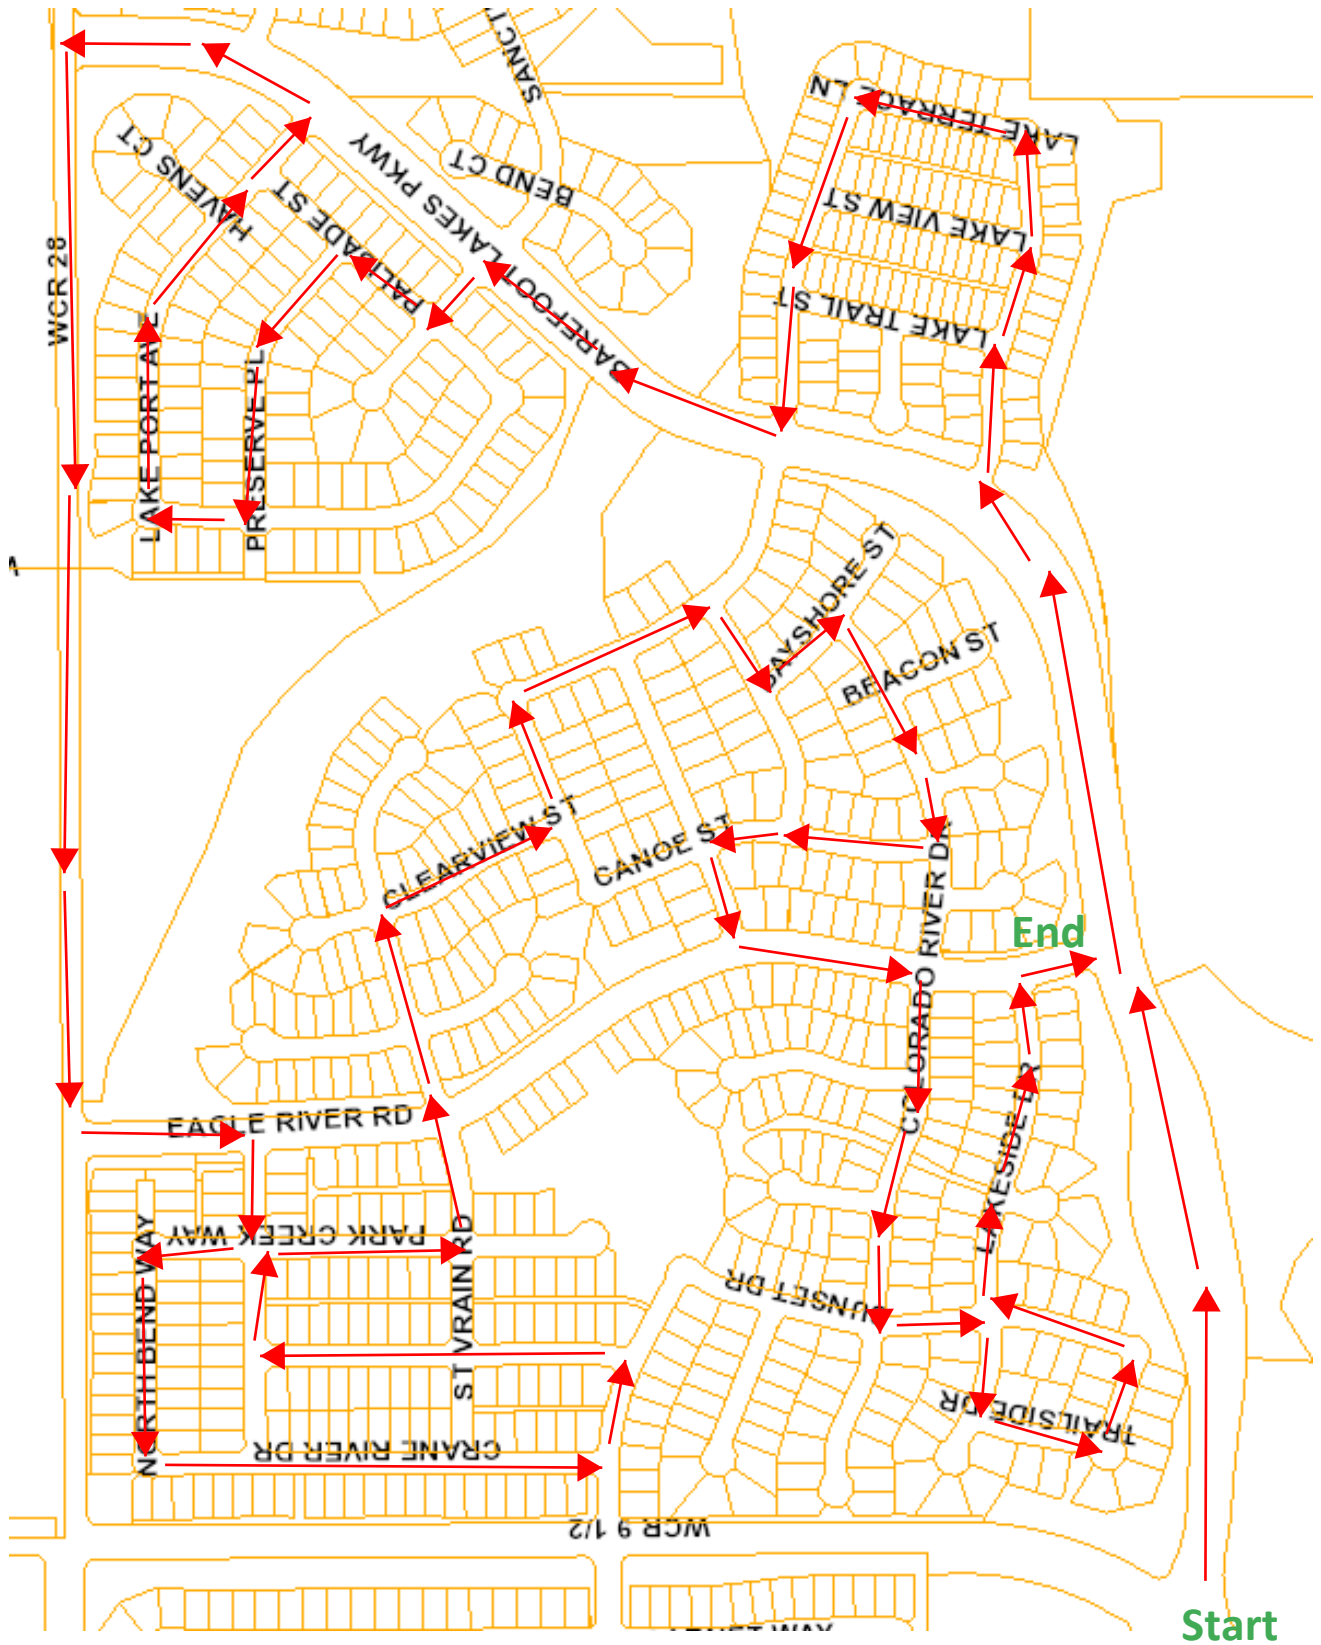 SANCT
LAKE TERRACE LN
HAVENS CT
BAREFOOT LAKES PKWY
BEND CT
PALISADE ST
LAKE VIEW ST
WCR 28
LAKE TRAIL ST
LAKE PORT AVE
PRESERVE PL
BAYSHORE ST
BEACON ST
CLEARVIEW ST
CANOE ST
COLORADO RIVER DR
End
EAGLE RIVER RD
LAKESIDE DR
PARK CREEK WAY
NORTH BEND WAY
ST VRAIN RD
SUNSET DR
TRAILSIDE DR
CRANE RIVER DR
WCR 9 1/2
Start
WAY